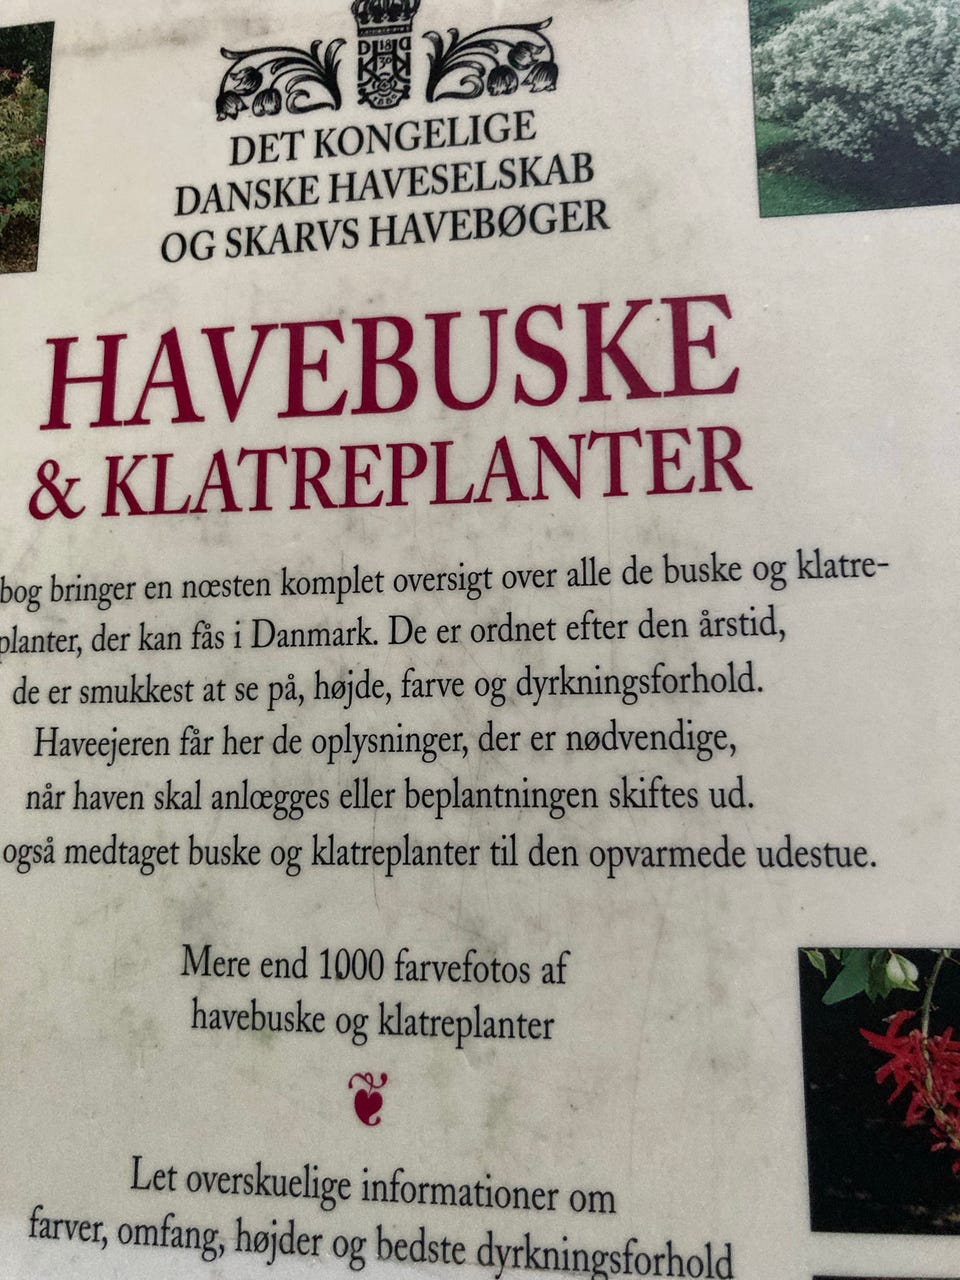 DET KONGELIGE
DANSKE HAVESELSKAB
OG SKARVS HAVEBØGER
HAVEBUSKE
& KLATREPLANTER
bog bringer en næsten komplet oversigt over alle de buske og klatre-
planter, der kan fås i Danmark. De er ordnet efter den årstid,
de er smukkest at se på, højde, farve og dyrkningsforhold.
Haveejeren får her de oplysninger, der er nødvendige,
når haven skal anlægges eller beplantningen skiftes ud.
også medtaget buske og klatreplanter til den opvarmede udestue.
Mere end 1000 farvefotos af
havebuske og klatreplanter
Let overskuelige informationer om
farver, omfang, højder og bedste dyrkningsforhold